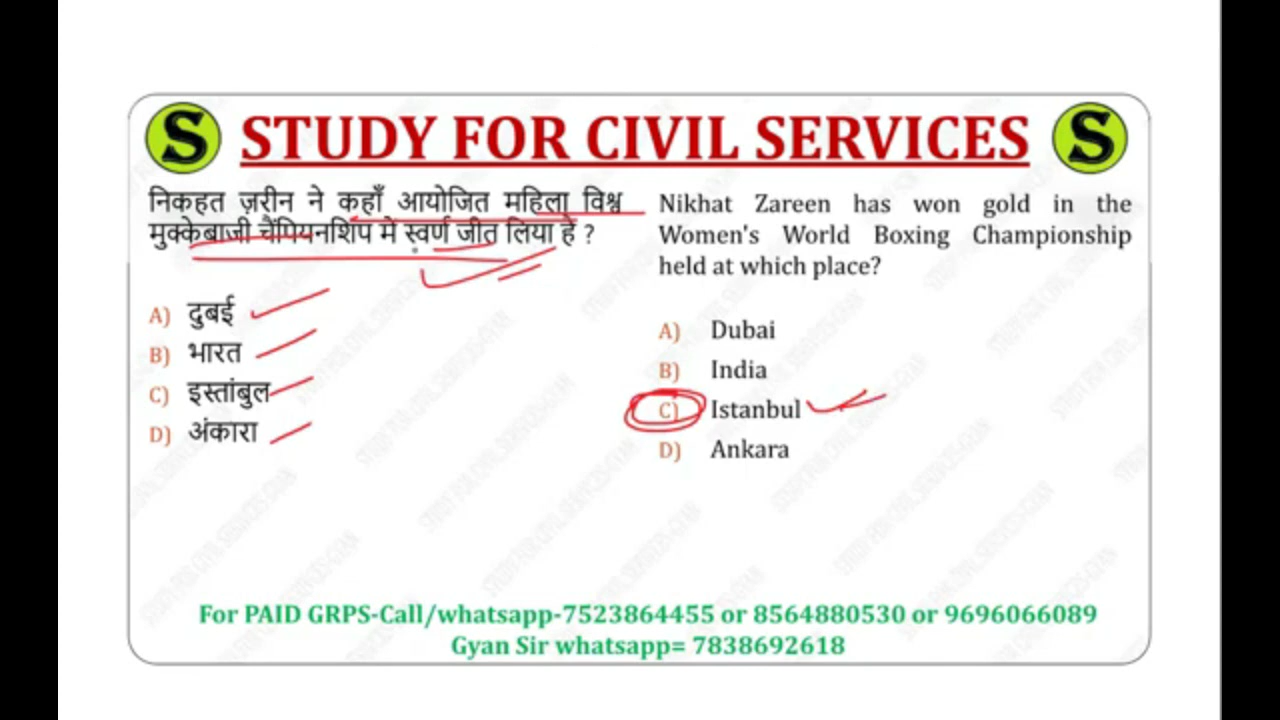 S STUDY FOR CIVIL SERVICES S
निकहत ज़रीन ने कहाँ आयोजित महिला विश्व
मुक्केबाजी चैंपियनशिप में स्वर्ण जीत लिया है ?
A) दुबई
B) भारत
C) इस्तांबुल
D) अंकारा
Nikhat Zareen has won gold in the
Women's World Boxing Championship
held at which place?
A) Dubai
B) India
C) Istanbul
D) Ankara
For PAID GRPS-Call/whatsapp-7523864455 or 8564880530 or 9696066089
Gyan Sir whatsapp= 7838692618